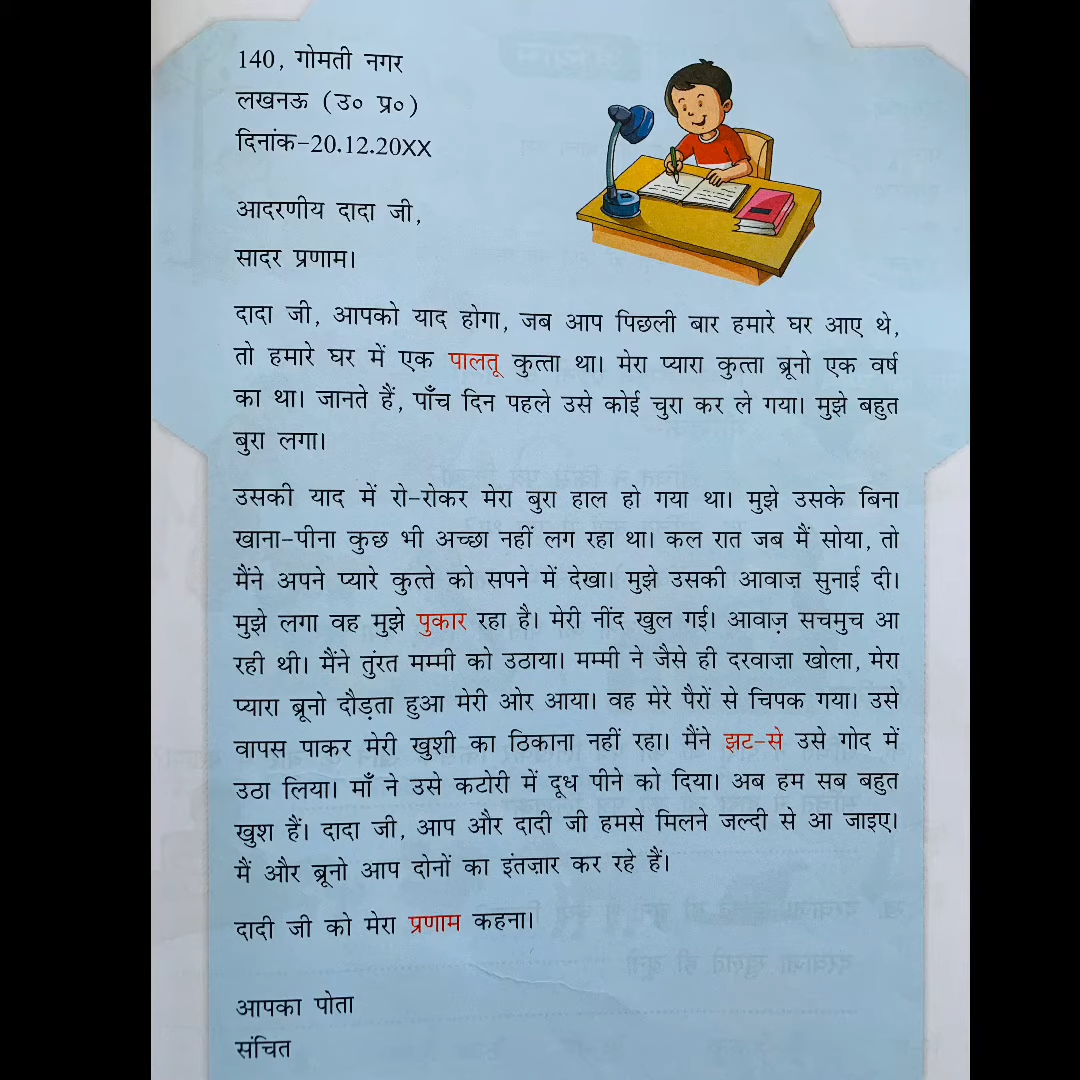 140, गोमती नगर
लखनऊ (उ० प्र०)
दिनांक–20.12.20XX
आदरणीय दादा जी,
सादर प्रणाम।
दादा जी, आपको याद होगा, जब आप पिछली बार हमारे घर आए थे,
तो हमारे घर में एक पालतू कुत्ता था। मेरा प्यारा कुत्ता ब्रूनो एक वर्ष
का था। जानते हैं, पाँच दिन पहले उसे कोई चुरा कर ले गया। मुझे बहुत
बुरा लगा।
उसकी याद में रो–रोकर मेरा बुरा हाल हो गया था। मुझे उसके बिना
खाना–पीना कुछ भी अच्छा नहीं लग रहा था। कल रात जब मैं सोया, तो
मैंने अपने प्यारे कुत्ते को सपने में देखा। मुझे उसकी आवाज़ सुनाई दी।
मुझे लगा वह मुझे पुकार रहा है। मेरी नींद खुल गई। आवाज़ सचमुच आ
रही थी। मैंने तुंरत मम्मी को उठाया। मम्मी ने जैसे ही दरवाज़ा खोला, मेरा
प्यारा ब्रूनो दौड़ता हुआ मेरी ओर आया। वह मेरे पैरों से चिपक गया। उसे
वापस पाकर मेरी खुशी का ठिकाना नहीं रहा। मैंने झट–से उसे गोद में
उठा लिया। माँ ने उसे कटोरी में दूध पीने को दिया। अब हम सब बहुत
खुश हैं। दादा जी, आप और दादी जी हमसे मिलने जल्दी से आ जाइए।
मैं और ब्रूनो आप दोनों का इंतज़ार कर रहे हैं।
दादी जी को मेरा प्रणाम कहना।
आपका पोता
संचित